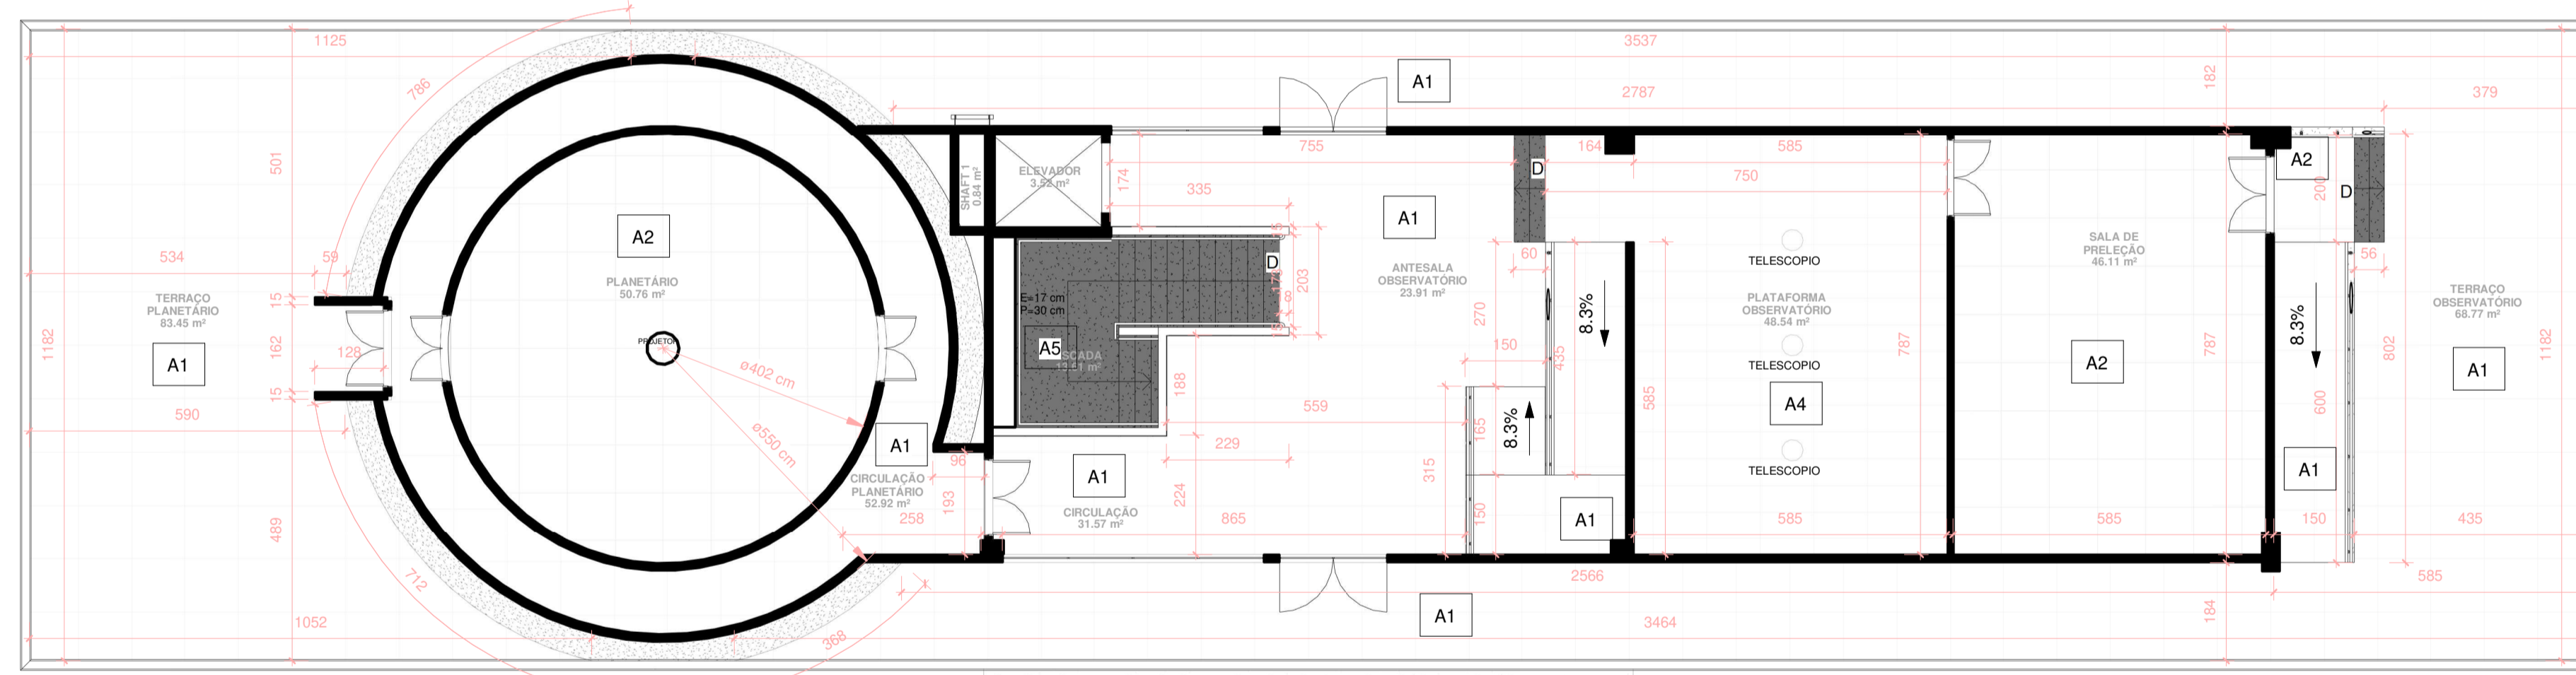 1125
3537
2787
379
182
786
A1
501
755
164
585
750
D
A2
200
D
174
335
ELEVADOR
3.52 m²
SHAFT 1
0.84 m²
A2
PLANETÁRIO
50.76 m²
A1
534
59
TERRAÇO
PLANETÁRIO
83.45 m²
A1
1182
15
162
128
15
590
489
PROJETOR
ø402 cm
ø550 cm
D
203
E=17 cm
P=30 cm
A5
188
ANTESALA
OBSERVATÓRIO
23.91 m²
60
270
150
8.3%
435
8.3%
165
TELESCOPIO
PLATAFORMA
OBSERVATÓRIO
48.54 m²
TELESCOPIO
A4
TELESCOPIO
585
787
SALA DE
PRELEÇÃO
46.11 m²
A2
787
8.3%
600
56
802
TERRAÇO
OBSERVATÓRIO
68.77 m²
A1
1182
A1
559
229
315
A1
96
CIRCULAÇÃO
PLANETÁRIO
52.92 m²
193
258
A1
CIRCULAÇÃO
31.57 m²
224
865
150
A1
585
585
150
435
712
1052
368
2566
585
A1
3464
184